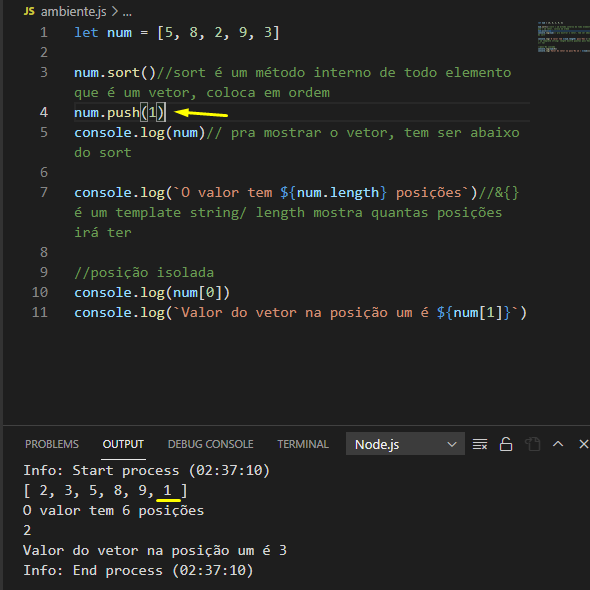 JS ambiente.js > ...
1 let num = [5, 8, 2, 9, 3]
2
3 num.sort()//sort é um método interno de todo elemento
que é um vetor, coloca em ordem
4 num.push(1)
5 console.log(num)// pra mostrar o vetor, tem ser abaixo
do sort
6
7 console.log(`O valor tem ${num.length} posições`)//&{}
é um template string/ length mostra quantas posições
irá ter
8
9 //posição isolada
10 console.log(num[0])
11 console.log(`Valor do vetor na posição um é ${num[1]}`)
PROBLEMS OUTPUT DEBUG CONSOLE TERMINAL Node.js
Info: Start process (02:37:10)
[ 2, 3, 5, 8, 9, 1 ]
O valor tem 6 posições
2
Valor do vetor na posição um é 3
Info: End process (02:37:10)